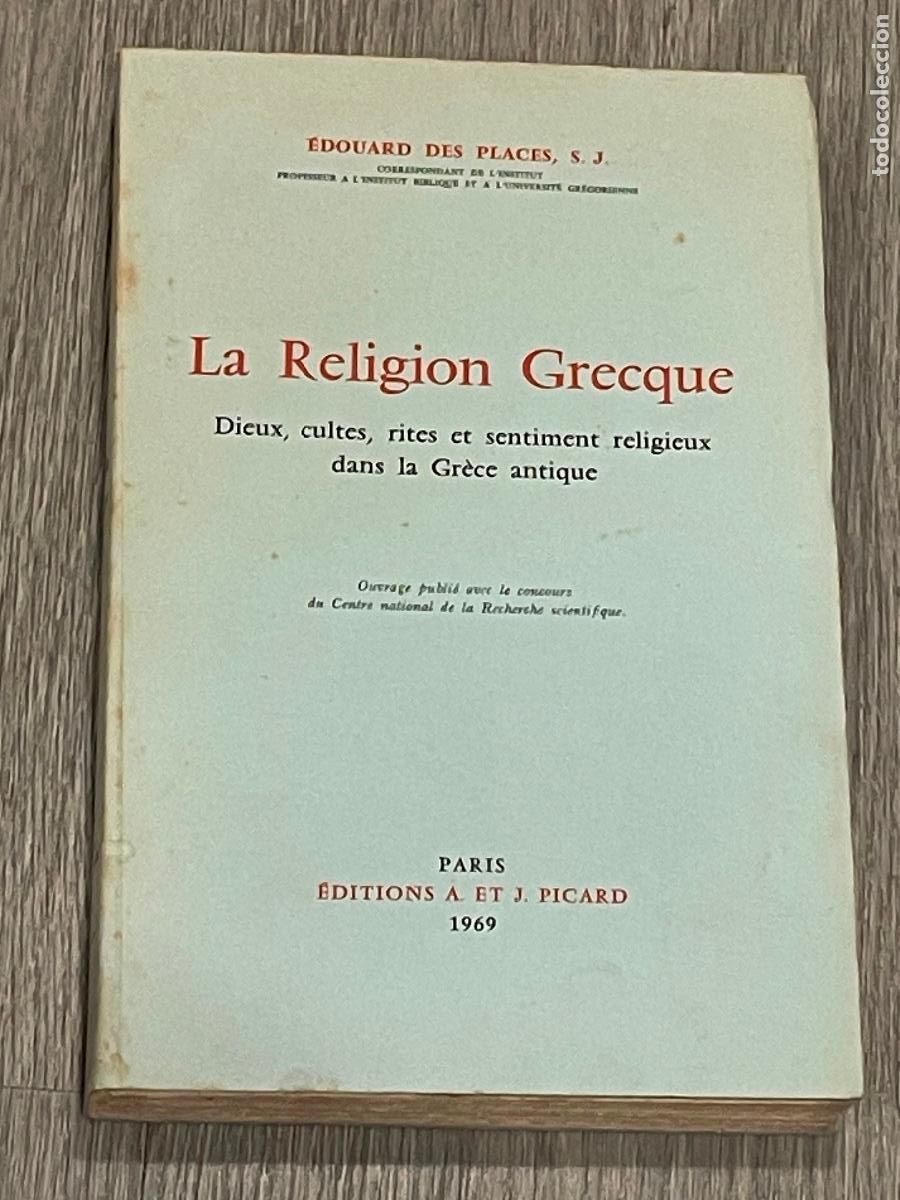 ÉDOUARD DES PLACES, S. J.
CORRESPONDANT DE L'INSTITUT
PROFESSEUR A L'INSTITUT BIBLIQUE ET A L'UNIVERSITÉ GRÉGORIENNE
La Religion Grecque
Dieux, cultes, rites et sentiment religieux
dans la Grèce antique
Ouvrage publié avec le concours
du Centre national de la Recherche scientifique.
PARIS
ÉDITIONS A. ET J. PICARD
1969
todocoleccion